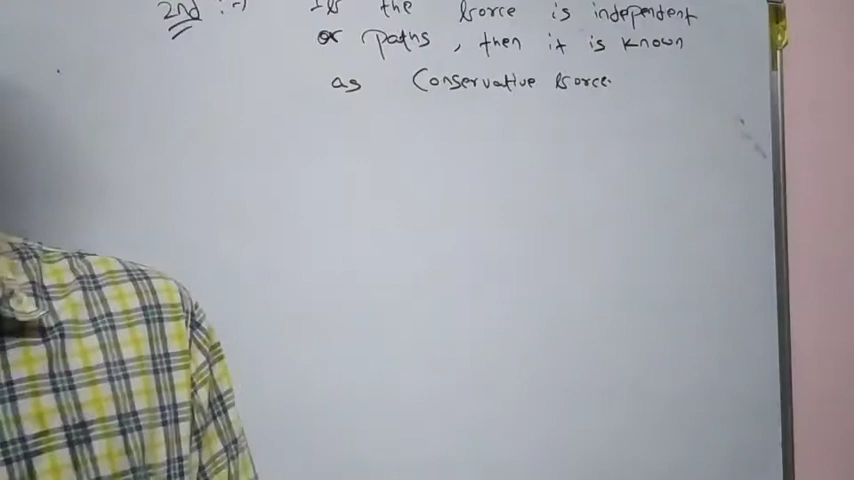 2nd :-) If the force is independent
of paths, then it is known
as Conservative force.